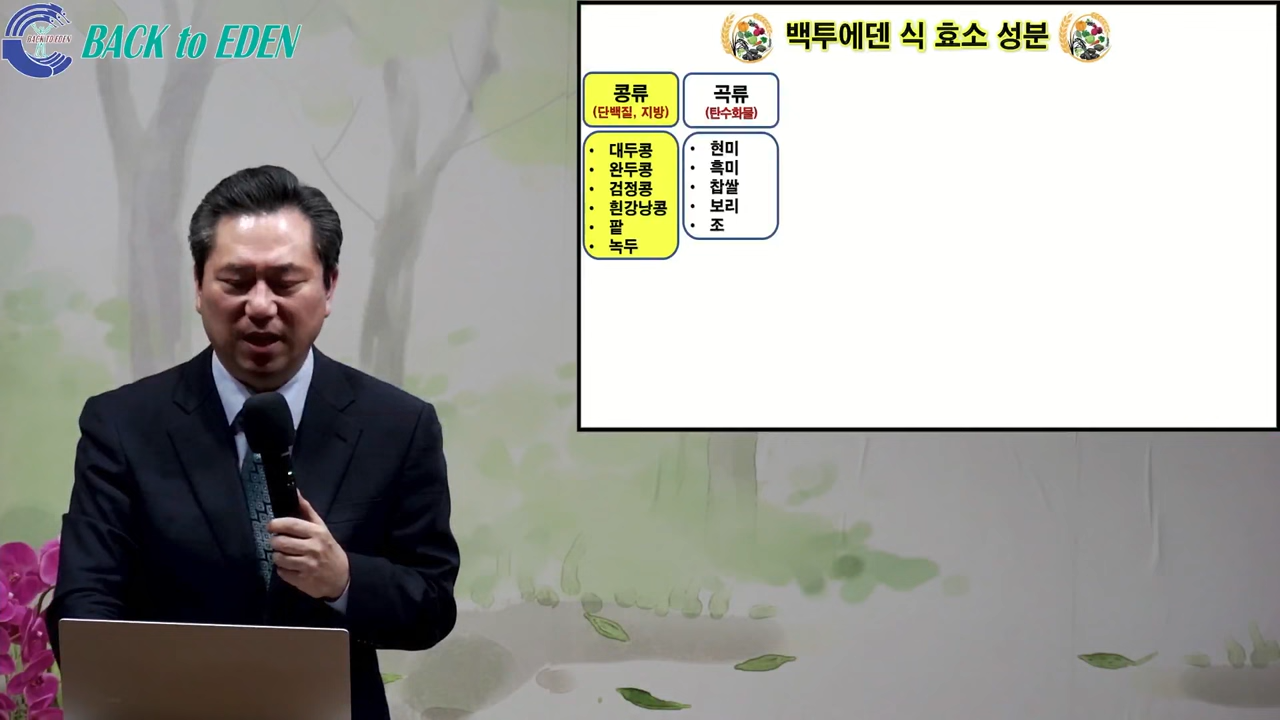 BACKTOEDEN
BACK to EDEN
백투에덴 식 효소 성분
콩류
(단백질, 지방)
• 대두콩
• 완두콩
• 검정콩
• 흰강낭콩
• 팥
• 녹두
곡류
(탄수화물)
• 현미
• 흑미
• 찹쌀
• 보리
• 조